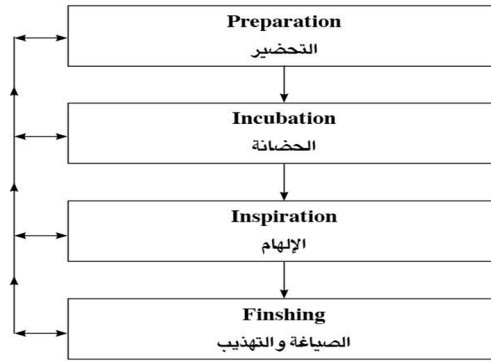 Preparation
التحضير
Incubation
الحضانة
Inspiration
الإلهام
Finshing
الصياغة والتهذيب